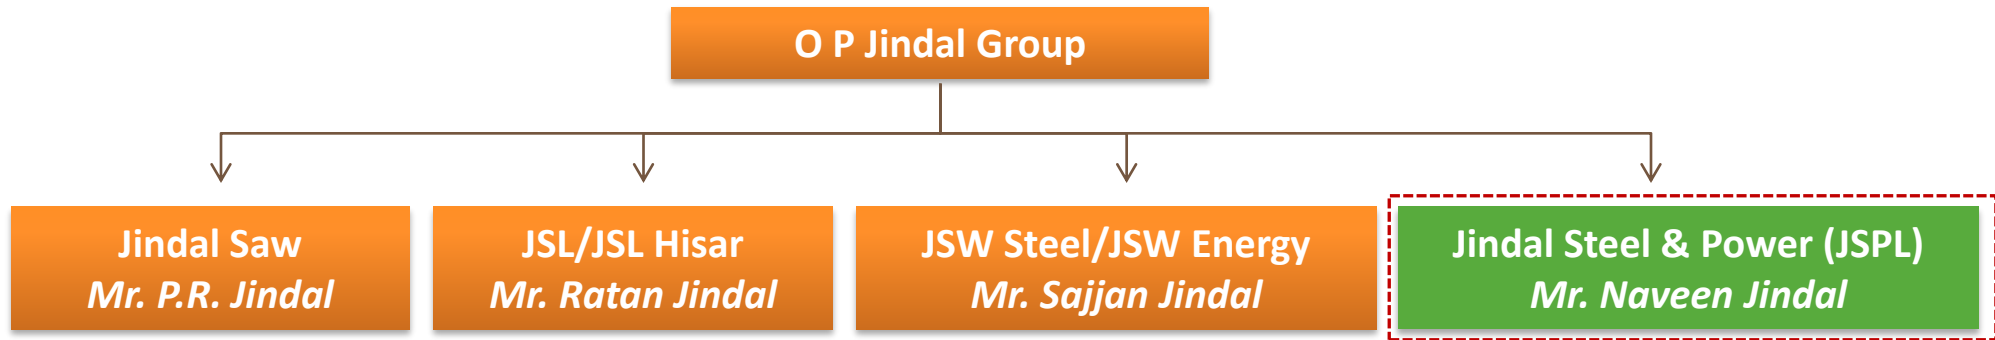 O P Jindal Group
Jindal Saw
Mr. P.R. Jindal
JSL/JSL Hisar
Mr. Ratan Jindal
JSW Steel/JSW Energy
Mr. Sajjan Jindal
Jindal Steel & Power (JSPL)
Mr. Naveen Jindal